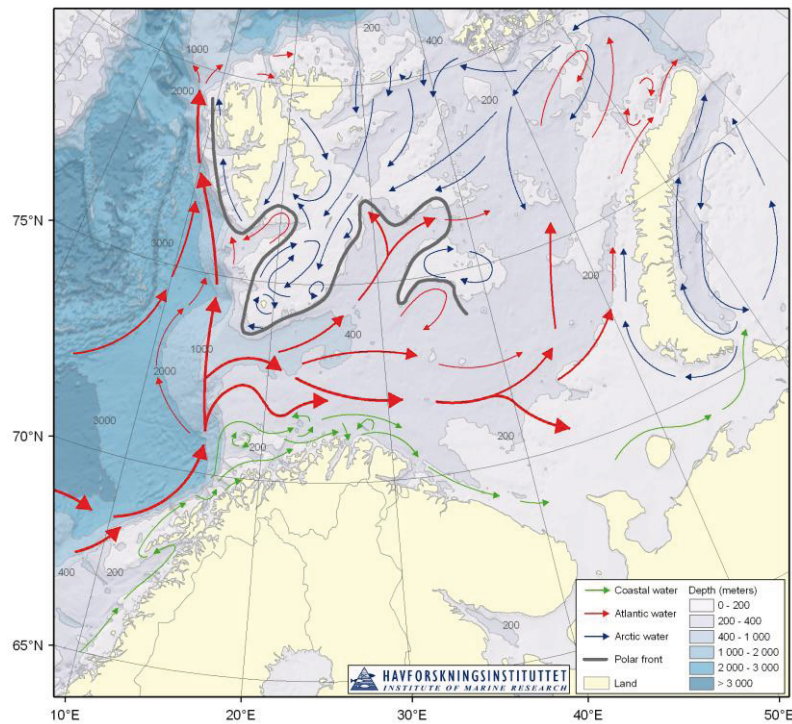 200
400
1000
200
2000
200
75°N
3000
200
400
1000
2000
3000
200
200
70°N
400
200
200
65°N
10°E
20°E
30°E
40°E
50°E
Coastal water
Atlantic water
Arctic water
Polar front
Land
Depth (meters)
0 - 200
200 - 400
400 - 1 000
1 000 - 2 000
2 000 - 3 000
> 3 000
HAVFORSKNINGSINSTITUTTET
INSTITUTE OF MARINE RESEARCH